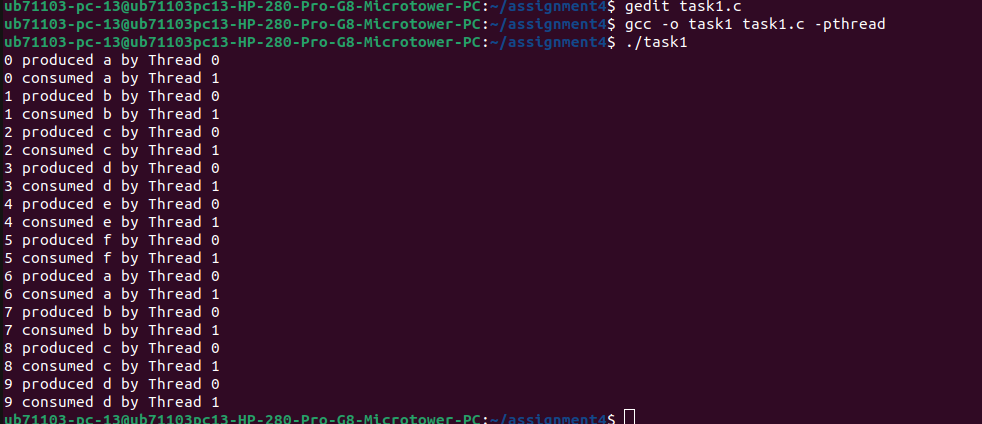 ub71103-pc-13@ub71103pc13-HP-280-Pro-G8-Microtower-PC:~/assignment4$ gedit task1.c
ub71103-pc-13@ub71103pc13-HP-280-Pro-G8-Microtower-PC:~/assignment4$ gcc -o task1 task1.c -pthread
ub71103-pc-13@ub71103pc13-HP-280-Pro-G8-Microtower-PC:~/assignment4$ ./task1
0 produced a by Thread 0
0 consumed a by Thread 1
1 produced b by Thread 0
1 consumed b by Thread 1
2 produced c by Thread 0
2 consumed c by Thread 1
3 produced d by Thread 0
3 consumed d by Thread 1
4 produced e by Thread 0
4 consumed e by Thread 1
5 produced f by Thread 0
5 consumed f by Thread 1
6 produced a by Thread 0
6 consumed a by Thread 1
7 produced b by Thread 0
7 consumed b by Thread 1
8 produced c by Thread 0
8 consumed c by Thread 1
9 produced d by Thread 0
9 consumed d by Thread 1
ub71103-pc-13@ub71103pc13-HP-280-Pro-G8-Microtower-PC:~/assignment4$